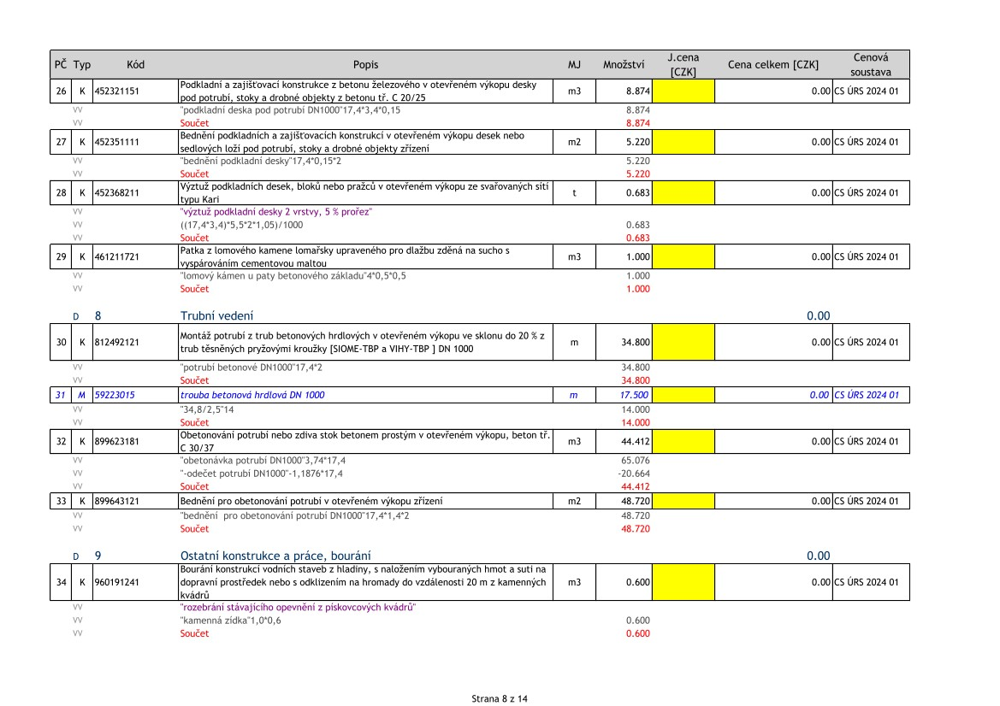 PČ Typ Kód Popis MJ Množství J.cena [CZK] Cena celkem [CZK] Cenová soustava
26 K 452321151 Podkladní a zajišťovací konstrukce z betonu železového v otevřeném výkopu desky m3 8.874 0.00 CS ÚRS 2024 01
pod potrubí, stoky a drobné objekty z betonu tř. C 20/25
VV "podkladní deska pod potrubí DN1000"17,4*3,4*0,15 8.874
VV Součet 8.874
27 K 452351111 Bednění podkladních a zajišťovacích konstrukcí v otevřeném výkopu desek nebo m2 5.220 0.00 CS ÚRS 2024 01
sedlových loží pod potrubí, stoky a drobné objekty zřízení
VV "bednění podkladní desky"17,4*0,15*2 5.220
VV Součet 5.220
28 K 452368211 Výztuž podkladních desek, bloků nebo pražců v otevřeném výkopu ze svařovaných sítí t 0.683 0.00 CS ÚRS 2024 01
typu Kari
VV "výztuž podkladní desky 2 vrstvy, 5 % prořez"
VV ((17,4*3,4)*5,5*2*1,05)/1000 0.683
VV Součet 0.683
29 K 461211721 Patka z lomového kamene lomařsky upraveného pro dlažbu zděná na sucho s m3 1.000 0.00 CS ÚRS 2024 01
vyspárováním cementovou maltou
VV "lomový kámen u paty betonového základu"4*0,5*0,5 1.000
VV Součet 1.000
D 8 Trubní vedení 0.00
30 K 812492121 Montáž potrubí z trub betonových hrdlových v otevřeném výkopu ve sklonu do 20 % z m 34.800 0.00 CS ÚRS 2024 01
trub těsněných pryžovými kroužky [SIOME-TBP a VIHY-TBP ] DN 1000
VV "potrubí betonové DN1000"17,4*2 34.800
VV Součet 34.800
31 M 59223015 trouba betonová hrdlová DN 1000 m 17.500 0.00 CS ÚRS 2024 01
VV "34,8/2,5"14 14.000
VV Součet 14.000
32 K 899623181 Obetonování potrubí nebo zdiva stok betonem prostým v otevřeném výkopu, beton tř. m3 44.412 0.00 CS ÚRS 2024 01
C 30/37
VV "obetonávka potrubí DN1000"3,74*17,4 65.076
VV "-odečet potrubí DN1000"-1,1876*17,4 -20.664
VV Součet 44.412
33 K 899643121 Bednění pro obetonování potrubí v otevřeném výkopu zřízení m2 48.720 0.00 CS ÚRS 2024 01
VV "bednění pro obetonování potrubí DN1000"17,4*1,4*2 48.720
VV Součet 48.720
D 9 Ostatní konstrukce a práce, bourání 0.00
34 K 960191241 Bourání konstrukcí vodních staveb z hladiny, s naložením vybouraných hmot a suti na m3 0.600 0.00 CS ÚRS 2024 01
dopravní prostředek nebo s odklizením na hromady do vzdálenosti 20 m z kamenných
kvádrů
VV "rozebrání stávajícího opevnění z pískovcových kvádrů"
VV "kamenná zídka"1,0*0,6 0.600
VV Součet 0.600
Strana 8 z 14